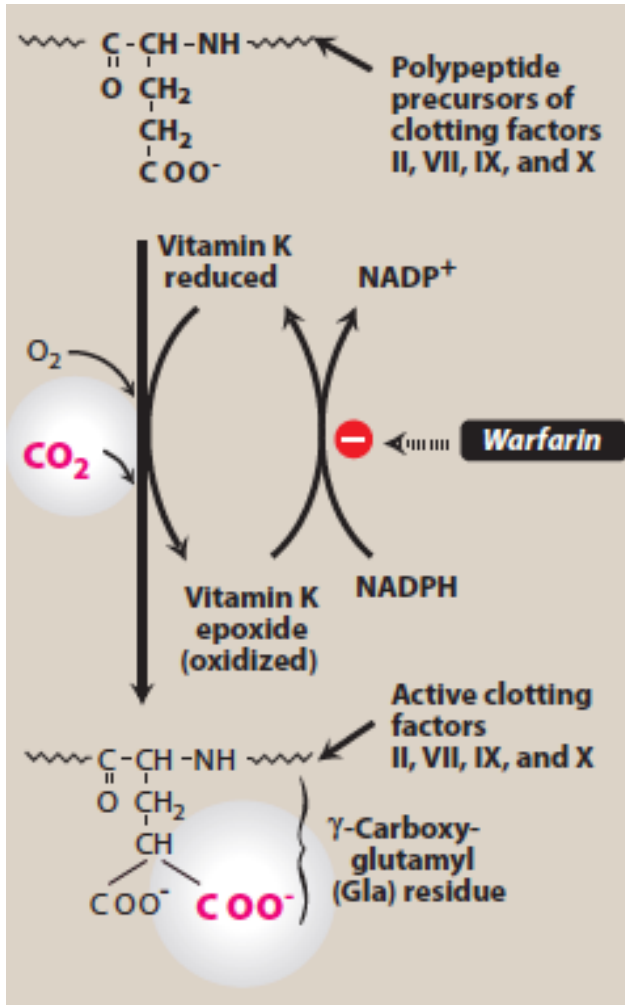 C-CH-NH
O CH₂
CH₂
COO⁻
Polypeptide
precursors of
clotting factors
II, VII, IX, and X
Vitamin K
reduced
NADP⁺
O₂
CO₂
Warfarin
Vitamin K
epoxide
(oxidized)
NADPH
Active clotting
factors
II, VII, IX, and X
C-CH-NH
O CH₂
CH
COO⁻ COO⁻
γ-Carboxy-
glutamyl
(Gla) residue